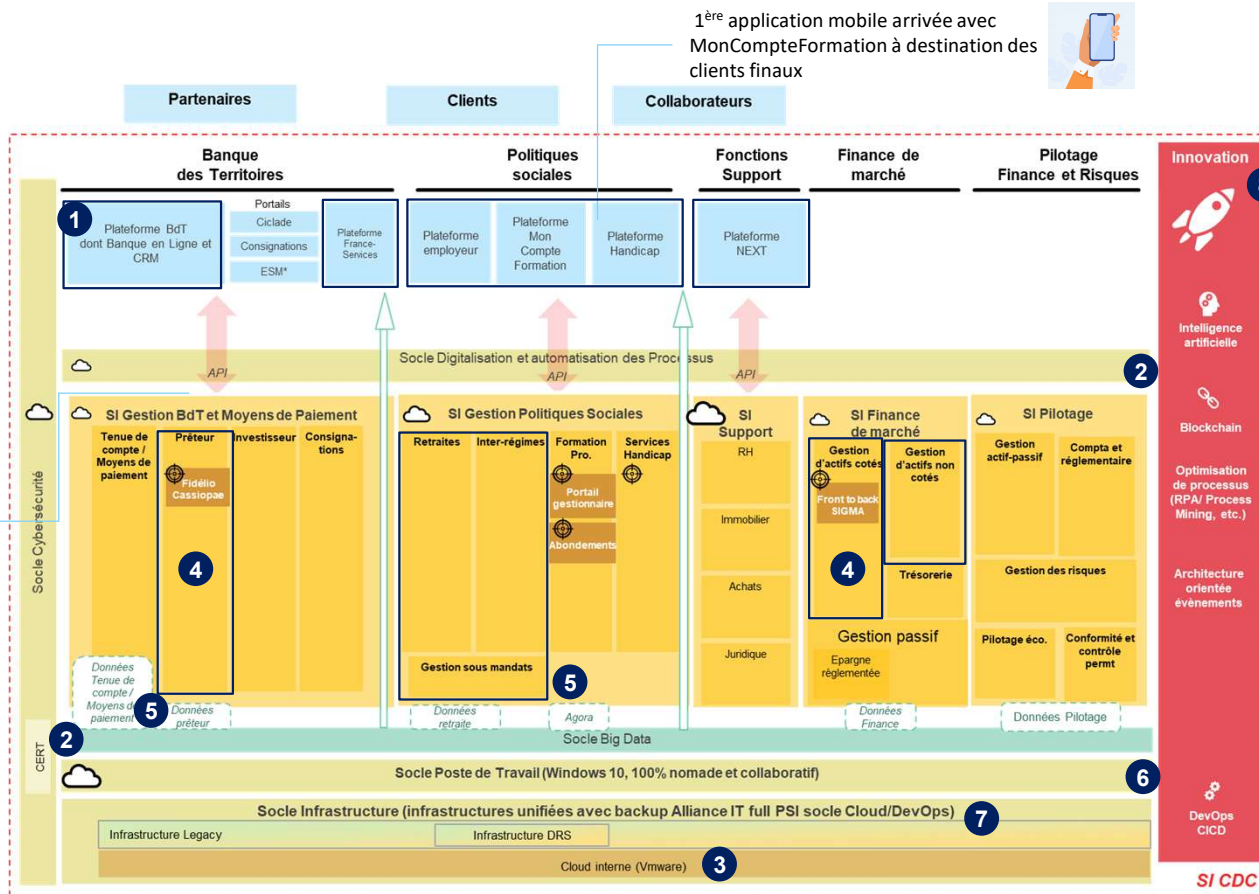 1ère application mobile arrivée avec
MonCompteFormation à destination des
clients finaux
Partenaires
Clients
Collaborateurs
Banque
des Territoires
Politiques
sociales
Fonctions
Support
Finance de
marché
Pilotage
Finance et Risques
Innovation
1
Plateforme BdT
dont Banque en Ligne et
CRM
Portails
Ciclade
Consignations
ESM*
Plateforme
France-
Services
Plateforme
employeur
Plateforme
Mon
Compte
Formation
Plateforme
Handicap
Plateforme
NEXT
Intelligence
artificielle
Socle Digitalisation et automatisation des Processus
API
API
API
2
Blockchain
Optimisation
de processus
(RPA/ Process
Mining, etc.)
Architecture
orientée
évènements
DevOps
CICD
Socle Cybersécurité
CERT
2
SI Gestion BdT et Moyens de Paiement
Tenue de
compte /
Moyens de
paiement
Prêteur
Fidélio
Cassiopae
4
Investisseur
Consigna-
tions
Données
Tenue de
compte /
Moyens de
paiement
5
Données
prêteur
SI Gestion Politiques Sociales
Retraites
Inter-régimes
Formation
Pro.
Portail
gestionnaire
Abondements
Services
Handicap
Gestion sous mandats
5
Données
retraite
Agora
SI
Support
RH
Immobilier
Achats
Juridique
SI Finance
de marché
Gestion
d'actifs cotés
Front to back
SIGMA
4
Gestion
d'actifs non
cotés
Trésorerie
Gestion passif
Epargne
règlementée
Données
Finance
SI Pilotage
Gestion
actif-passif
Compta et
réglementaire
Gestion des risques
Pilotage éco.
Conformité et
contrôle
permt
Données Pilotage
Socle Big Data
Socle Poste de Travail (Windows 10, 100% nomade et collaboratif)
6
Socle Infrastructure (infrastructures unifiées avec backup Alliance IT full PSI socle Cloud/DevOps)
7
Infrastructure Legacy
Infrastructure DRS
Cloud interne (Vmware)
3
SI CDC